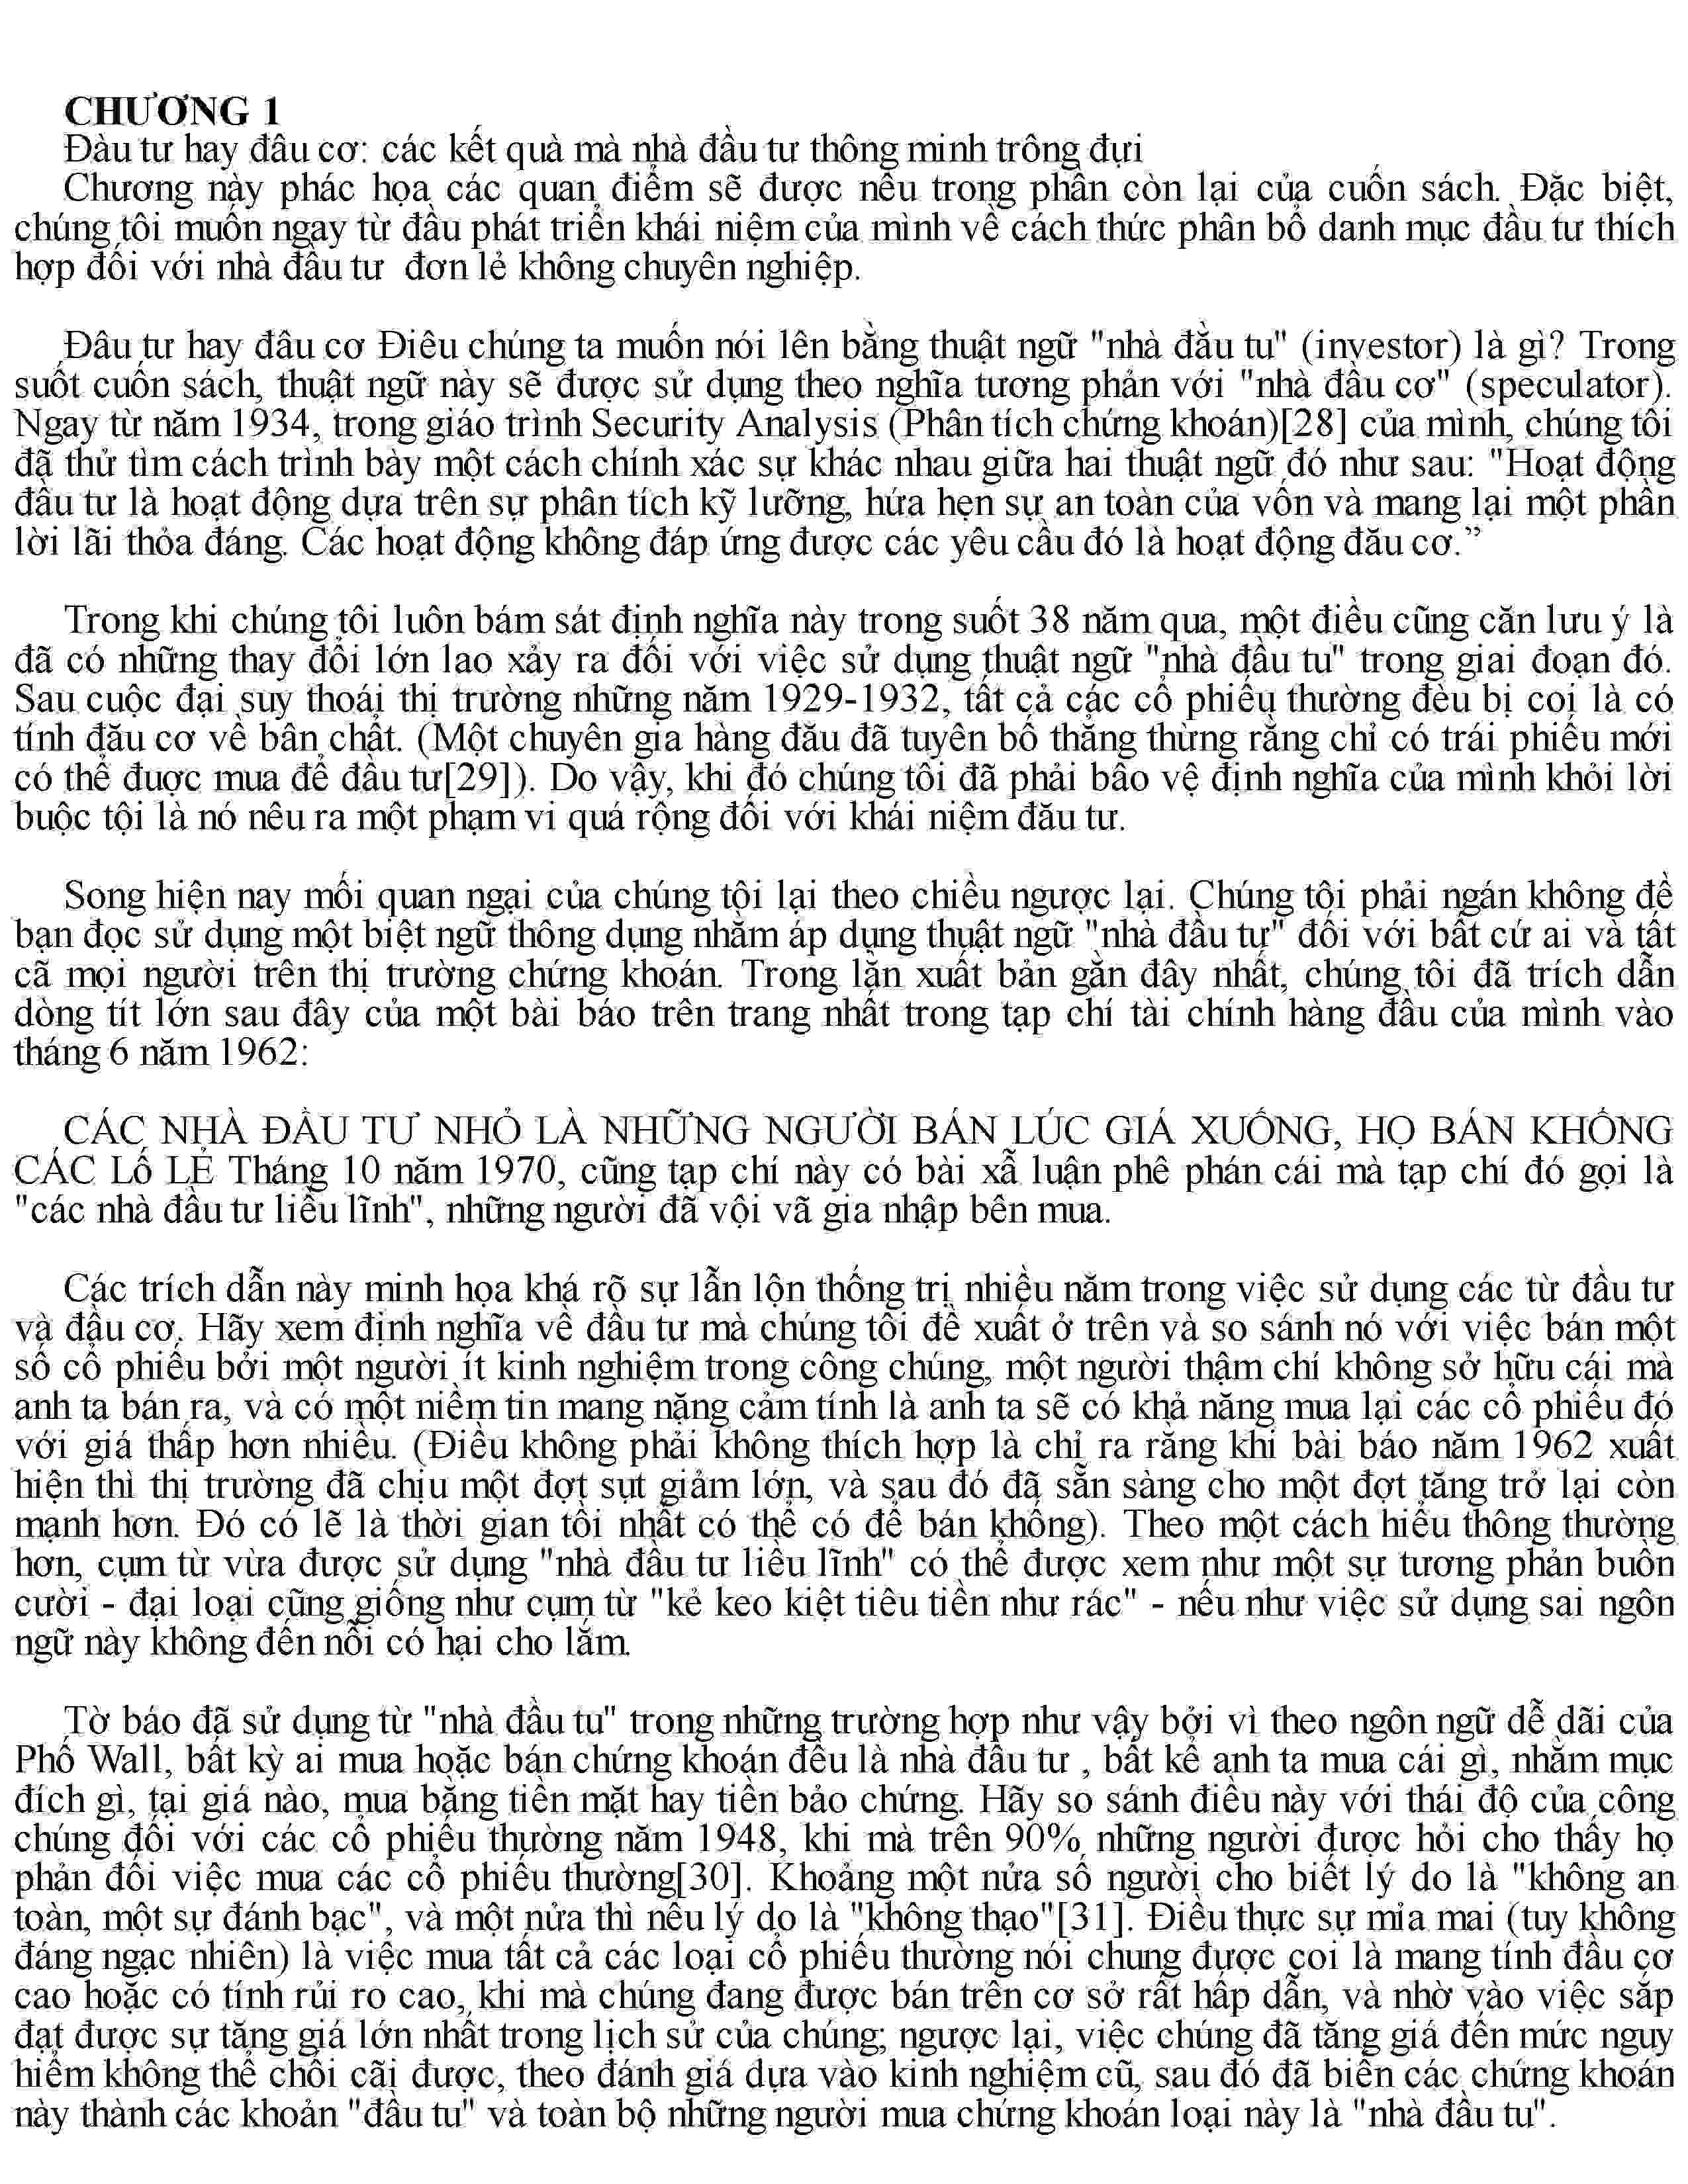 CHƯƠNG 1
Đàu tư hay đâu cơ: các kết quà mà nhà đầu tư thông minh trông đựi
Chương này phác họa các quan điểm sẽ được nêu trong phần còn lại của cuốn sách. Đặc biệt,
chúng tôi muốn ngay từ đầu phát triển khái niệm của mình về cách thức phân bổ danh mục đầu tư thích
hợp đối với nhà đầu tư đơn lẻ không chuyên nghiệp.
Đâu tư hay đâu cơ Điêu chúng ta muốn nói lên bằng thuật ngữ "nhà đằu tu" (investor) là gì? Trong
suốt cuốn sách, thuật ngữ này sẽ được sử dụng theo nghĩa tương phản với "nhà đầu cơ" (speculator).
Ngay từ năm 1934, trong giáo trình Security Analysis (Phân tích chứng khoán)[28] của mình, chúng tôi
đã thử tìm cách trình bày một cách chính xác sự khác nhau giữa hai thuật ngữ đó như sau: "Hoạt động
đầu tư là hoạt động dựa trên sự phân tích kỹ lưỡng, hứa hẹn sự an toàn của vốn và mang lại một phần
lời lãi thỏa đáng. Các hoạt động không đáp ứng được các yêu cầu đó là hoạt động đău cơ.”
Trong khi chúng tôi luôn bám sát định nghĩa này trong suốt 38 năm qua, một điều cũng căn lưu ý là
đã có những thay đổi lớn lao xảy ra đối với việc sử dụng thuật ngữ "nhà đầu tu" trong giai đoạn đó.
Sau cuộc đại suy thoái thị trường những năm 1929-1932, tất cả các cổ phiếu thường đèu bị coi là có
tính đău cơ về bân chất. (Một chuyên gia hàng đău đã tuyên bố thẳng thừng rằng chỉ có trái phiếu mới
có thể đuợc mua để đầu tư[29]). Do vậy, khi đó chúng tôi đã phải bâo vệ định nghĩa của mình khỏi lời
buộc tội là nó nêu ra một phạm vi quá rộng đối với khái niệm đău tư.
Song hiện nay mối quan ngại của chúng tội lại theo chiều ngược lại. Chúng tôi phải ngán không đề
bạn đọc sử dụng một biệt ngữ thông dụng nhằm áp dụng thuật ngữ "nhà đầu tư" đối với bất cứ ai và tất
cã mọi người trên thị trường chứng khoán. Trong lằn xuất bản gằn đây nhất, chúng tôi đã trích dẫn
dòng tít lớn sau đây của một bài báo trên trang nhất trong tạp chí tài chính hàng đầu của mình vào
tháng 6 năm 1962:
CÁC NHÀ ĐẦU TƯ NHỎ LÀ NHỮNG NGƯỜI BÁN LÚC GIÁ XUỐNG, HỌ BÁN KHỐNG
CÁC LỐ LẺ Tháng 10 năm 1970, cũng tạp chí này có bài xẫ luận phê phán cái mà tạp chí đó gọi là
"các nhà đầu tư liều lĩnh", những người đã vội vã gia nhập bên mua.
Các trích dẫn này minh họa khá rõ sự lẫn lộn thống trị nhiều năm trong việc sử dụng các từ đầu tư
và đầu cơ. Hãy xem định nghĩa về đầu tư mà chúng tôi đề xuất ở trên và so sánh nó với việc bán một
số cổ phiếu bởi một người ít kinh nghiệm trong công chúng, một người thậm chí không sở hữu cái mà
anh ta bán ra, và có một niềm tin mang nặng cảm tính là anh ta sẽ có khả năng mua lại các cổ phiếu đó
với giá thấp hơn nhiều. (Điều không phải không thích hợp là chỉ ra rằng khi bài báo năm 1962 xuất
hiện thì thị trường đã chịu một đợt sụt giảm lớn, và sau đó đã sẵn sàng cho một đợt tăng trở lại còn
mạnh hơn. Đó có lẽ là thời gian tồi nhất có thể có để bán khống). Theo một cách hiểu thông thường
hơn, cụm từ vừa được sử dụng "nhà đầu tư liều lĩnh" có thể được xem như một sự tương phản buồn
cười - đại loại cũng giống như cụm từ "kẻ keo kiệt tiêu tiền như rác" - nếu như việc sử dụng sai ngôn
ngữ này không đến nỗi có hại cho lắm.
Tờ báo đã sử dụng từ "nhà đầu tu" trong những trường hợp như vậy bởi vì theo ngôn ngữ dễ dãi của
Phố Wall, bất kỳ ai mua hoặc bán chứng khoán đều là nhà đầu tư , bất kể anh ta mua cái gì, nhằm mục
đích gì, tại giá nào, mua bằng tiền mặt hay tiền bảo chứng. Hãy so sánh điều này với thái độ của công
chúng đối với các cổ phiếu thường năm 1948, khi mà trên 90% những người được hỏi cho thấy họ
phản đối việc mua các cổ phiếu thường[30]. Khoảng một nửa số người cho biết lý do là "không an
toàn, một sự đánh bạc", và một nửa thì nêu lý do là "không thạo"[31]. Điều thực sự mỉa mai (tuy không
đáng ngạc nhiên) là việc mua tất cả các loại cổ phiếu thường nói chung được coi là mang tính đầu cơ
cao hoặc có tính rủi ro cao, khi mà chúng đang được bán trên cơ sở rất hấp dẫn, và nhờ vào việc sắp
đạt được sự tăng giá lớn nhất trong lịch sử của chúng; ngược lại, việc chúng đã tăng giá đến mức nguy
hiểm không thể chối cãi được, theo đánh giá dựa vào kinh nghiệm cũ, sau đó đã biến các chứng khoán
này thành các khoản "đầu tu" và toàn bộ những người mua chứng khoán loại này là "nhà đầu tu".